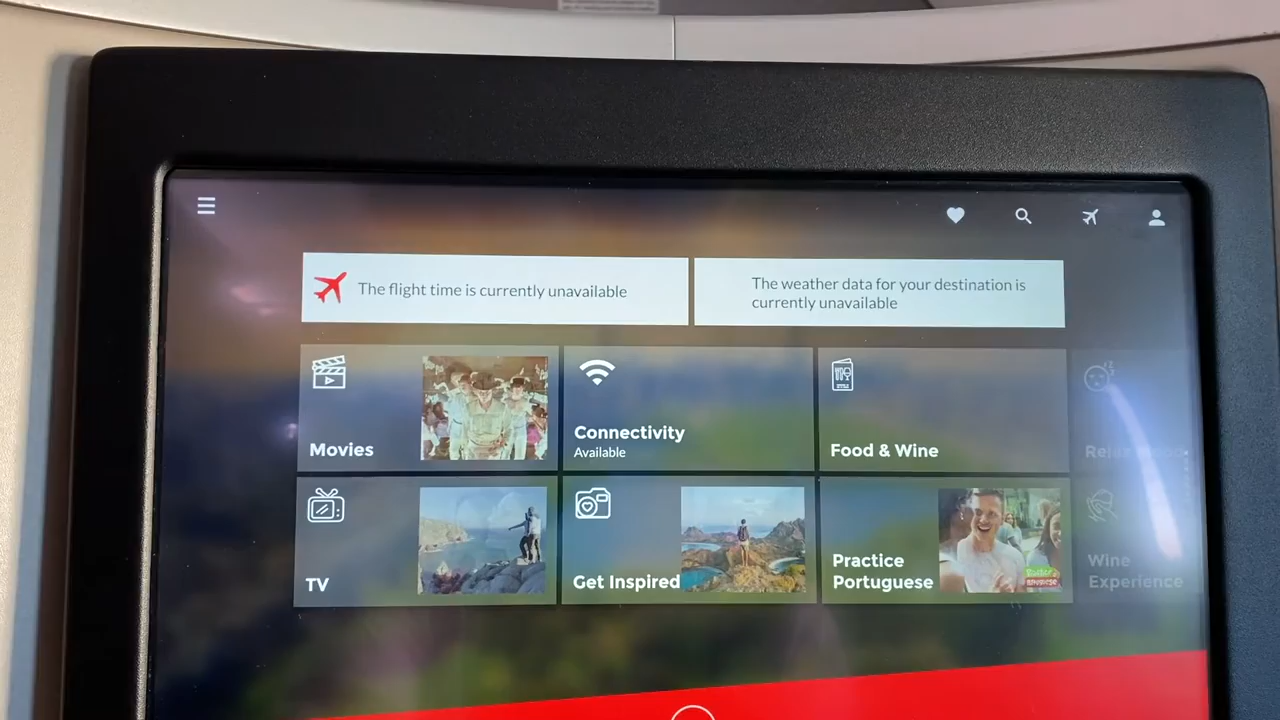 The flight time is currently unavailable
The weather data for your destination is
currently unavailable
Movies
Connectivity
Available
Food & Wine
TV
Get Inspired
Practice
Portuguese
Wine
Experience